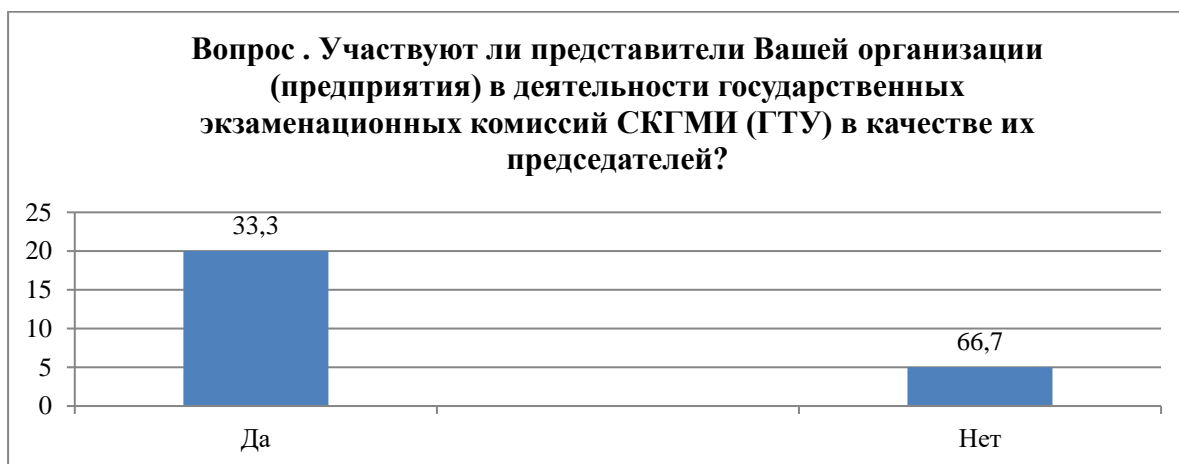 Вопрос . Участвуют ли представители Вашей организации
(предприятия) в деятельности государственных
экзаменационных комиссий СКГМИ (ГТУ) в качестве их
председателей?
25
20
15
10
5
0
33,3
66,7
Да
Нет